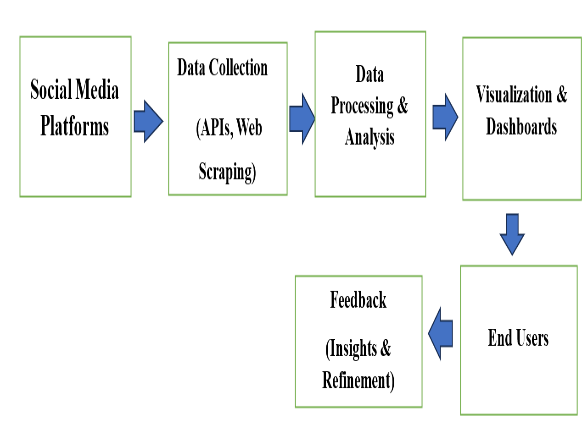 Social Media
Platforms
Data Collection
(APIs, Web
Scraping)
Data
Processing &
Analysis
Visualization &
Dashboards
End Users
Feedback
(Insights &
Refinement)